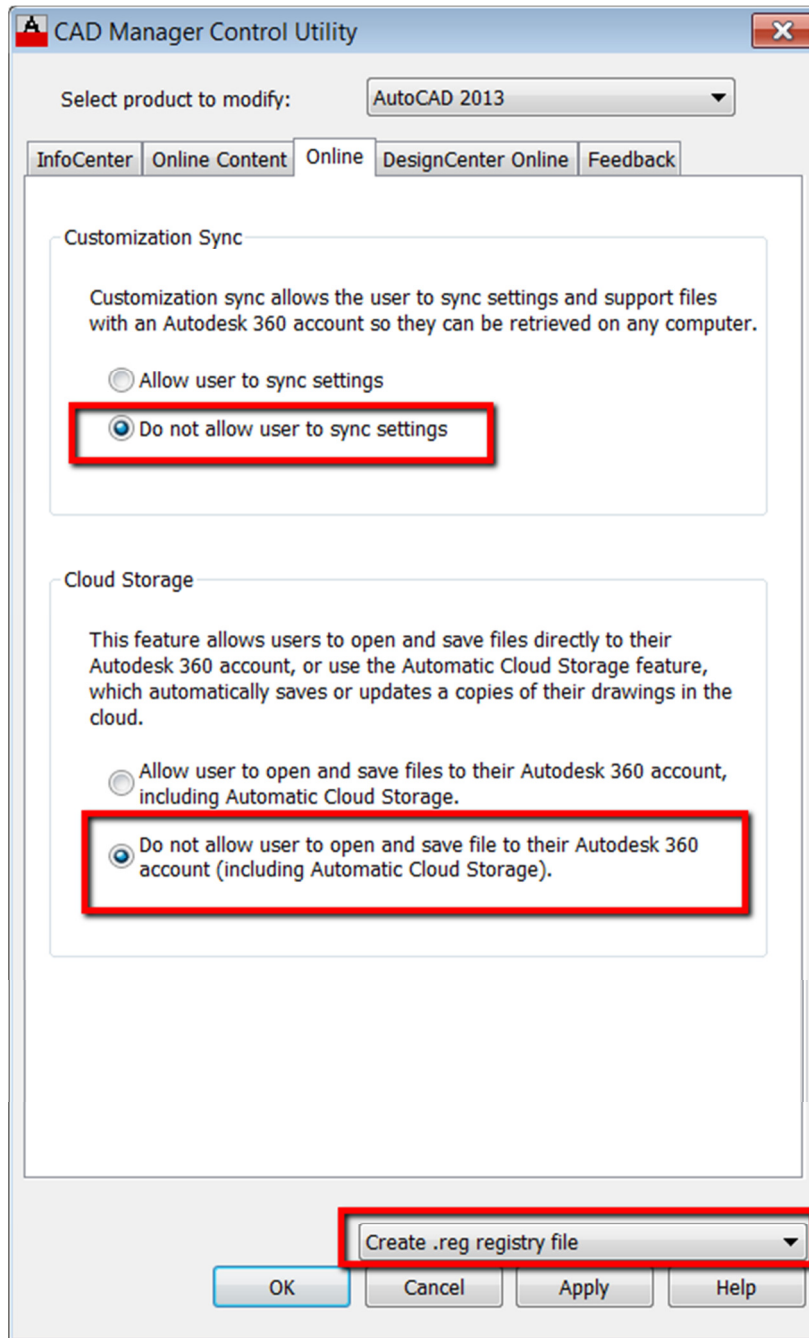 CAD Manager Control Utility
Select product to modify: AutoCAD 2013
InfoCenter Online Content Online DesignCenter Online Feedback
Customization Sync
Customization sync allows the user to sync settings and support files
with an Autodesk 360 account so they can be retrieved on any computer.
Allow user to sync settings
Do not allow user to sync settings
Cloud Storage
This feature allows users to open and save files directly to their
Autodesk 360 account, or use the Automatic Cloud Storage feature,
which automatically saves or updates a copies of their drawings in the
cloud.
Allow user to open and save files to their Autodesk 360 account,
including Automatic Cloud Storage.
Do not allow user to open and save file to their Autodesk 360
account (including Automatic Cloud Storage).
Create .reg registry file
OK Cancel Apply Help